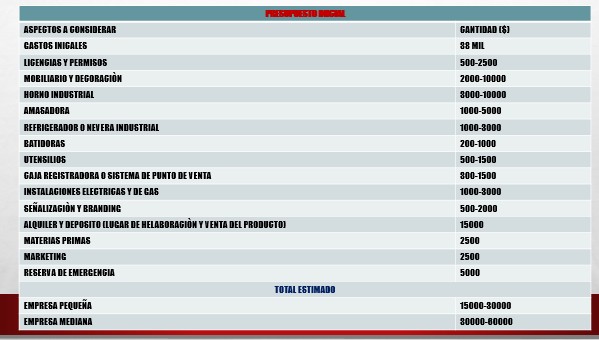 PRESUPUESTO INICIAL
ASPECTOS A CONSIDERAR CANTIDAD ($)
GASTOS INICALES 38 MIL
LICENCIAS Y PERMISOS 500-2500
MOBILIARIO Y DECORACIÒN 2000-10000
HORNO INDUSTRIAL 3000-10000
AMASADORA 1000-5000
REFRIGERADOR O NEVERA INDUSTRIAL 1000-3000
BATIDORAS 200-1000
UTENSILIOS 500-1500
CAJA REGISTRADORA O SISTEMA DE PUNTO DE VENTA 300-1500
INSTALACIONES ELECTRICAS Y DE GAS 1000-3000
SEÑALIZACIÒN Y BRANDING 500-2000
ALQUILER Y DEPOSITO (LUGAR DE HELABORACIÒN Y VENTA DEL PRODUCTO) 15000
MATERIAS PRIMAS 2500
MARKETING 2500
RESERVA DE EMERGENCIA 5000
TOTAL ESTIMADO
EMPRESA PEQUEÑA 15000-30000
EMPRESA MEDIANA 30000-60000